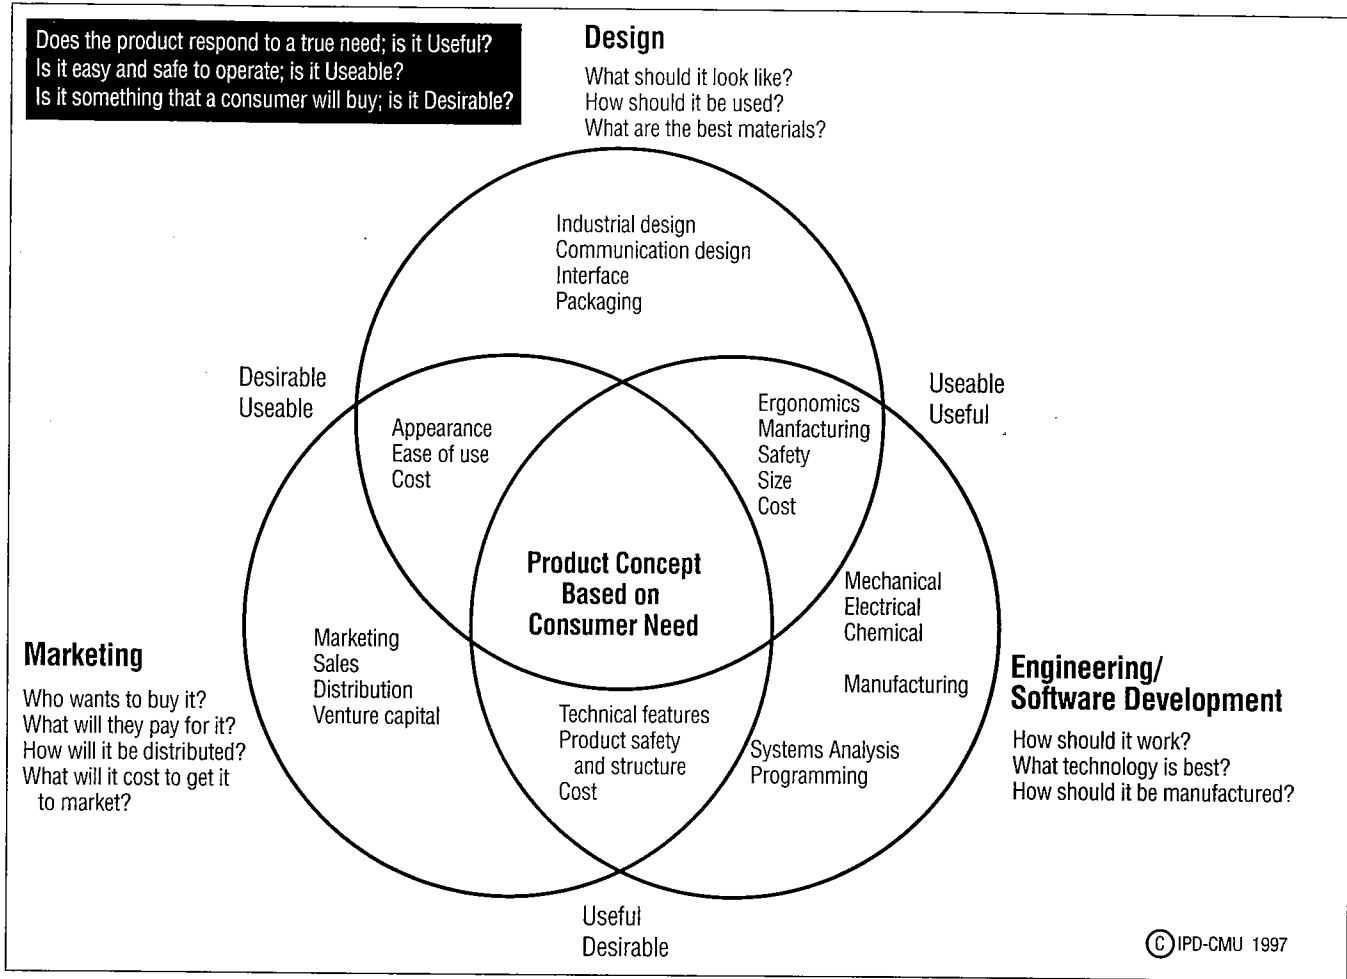 Does the product respond to a true need; is it Useful?
Is it easy and safe to operate; is it Useable?
Is it something that a consumer will buy; is it Desirable?
Design
What should it look like?
How should it be used?
What are the best materials?
Industrial design
Communication design
Interface
Packaging
Desirable
Useable
Useable
Useful
Appearance
Ease of use
Cost
Ergonomics
Manfacturing
Safety
Size
Cost
Product Concept
Based on
Consumer Need
Mechanical
Electrical
Chemical
Manufacturing
Systems Analysis
Programming
Marketing
Sales
Distribution
Venture capital
Technical features
Product safety
and structure
Cost
Marketing
Who wants to buy it?
What will they pay for it?
How will it be distributed?
What will it cost to get it
to market?
Engineering/
Software Development
How should it work?
What technology is best?
How should it be manufactured?
Useful
Desirable
© IPD-CMU 1997